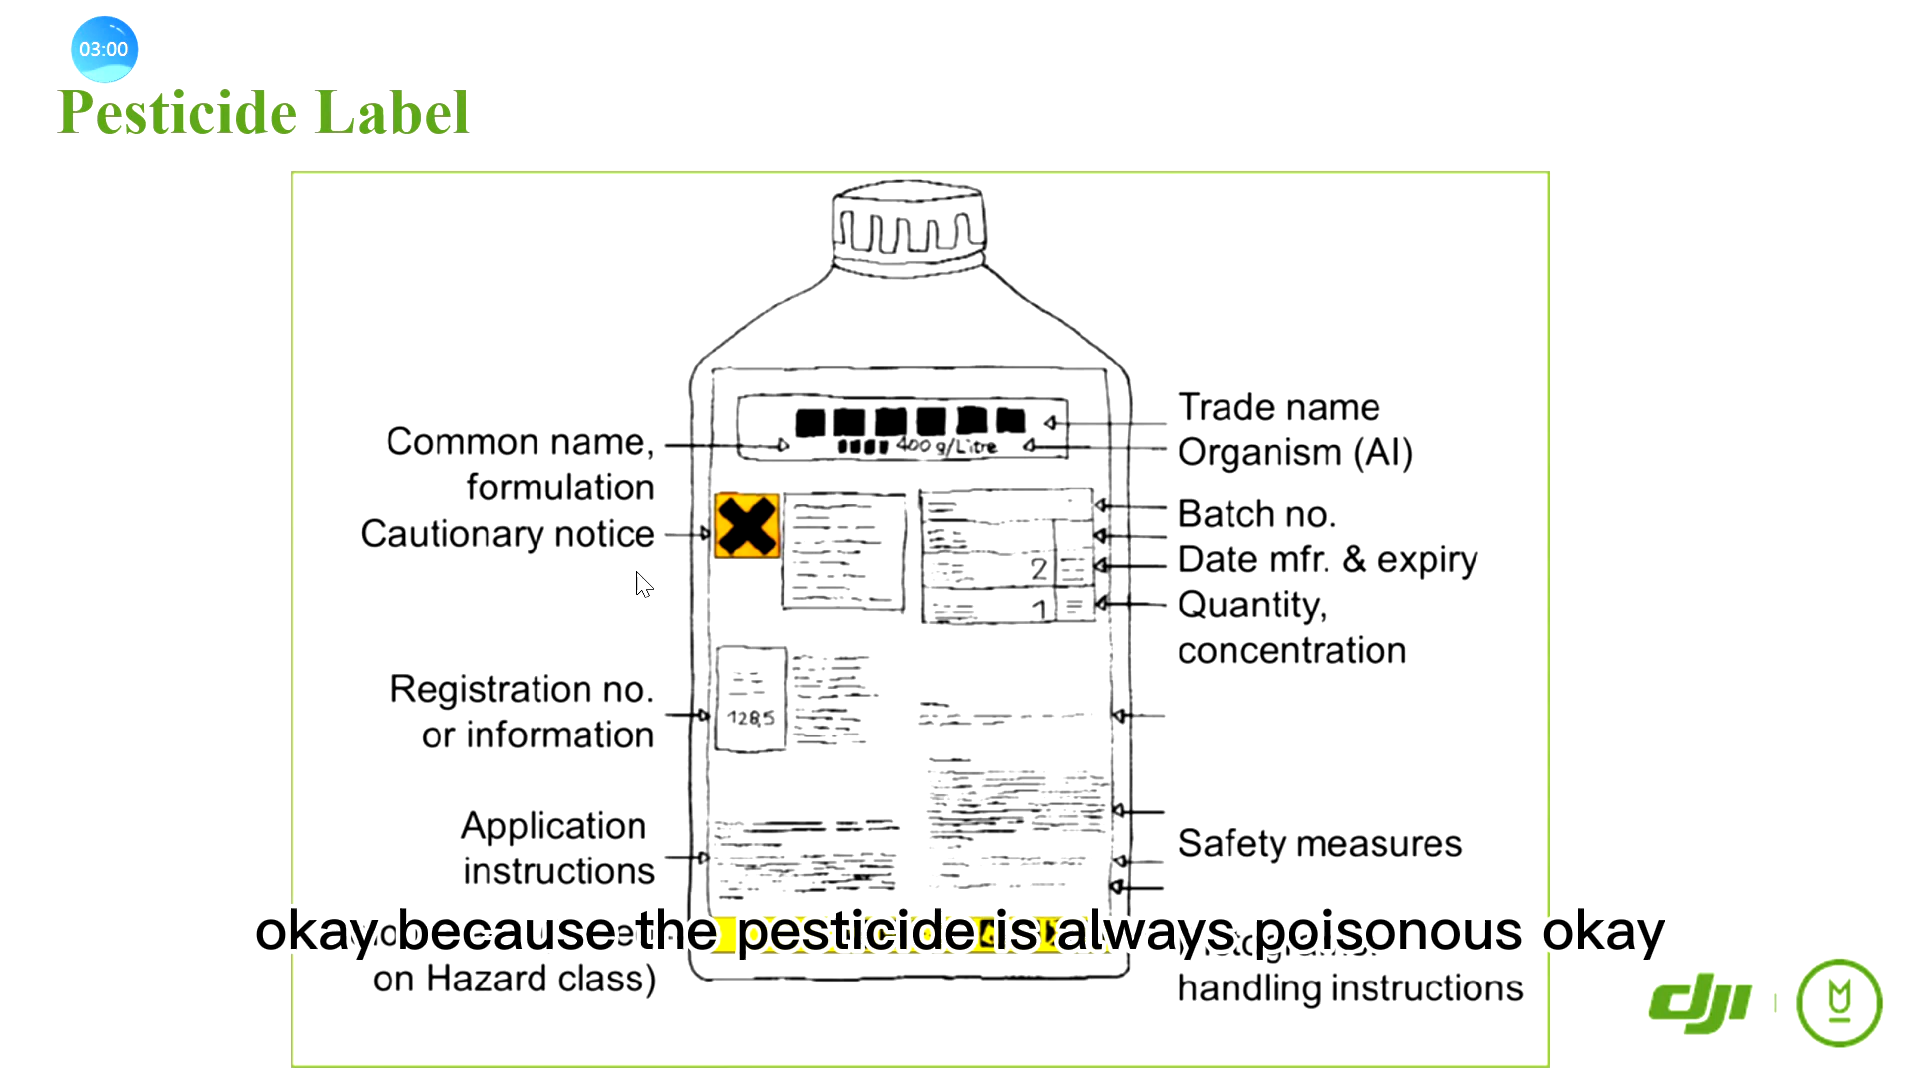 03:00
Pesticide Label
Common name,
formulation
Cautionary notice
Registration no.
or information
Application
instructions
on Hazard class)
400 g/Litre
2
1
128,5
Trade name
Organism (AI)
Batch no.
Date mfr. & expiry
Quantity,
concentration
Safety measures
handling instructions
okay because the pesticide is always poisonous okay
dji